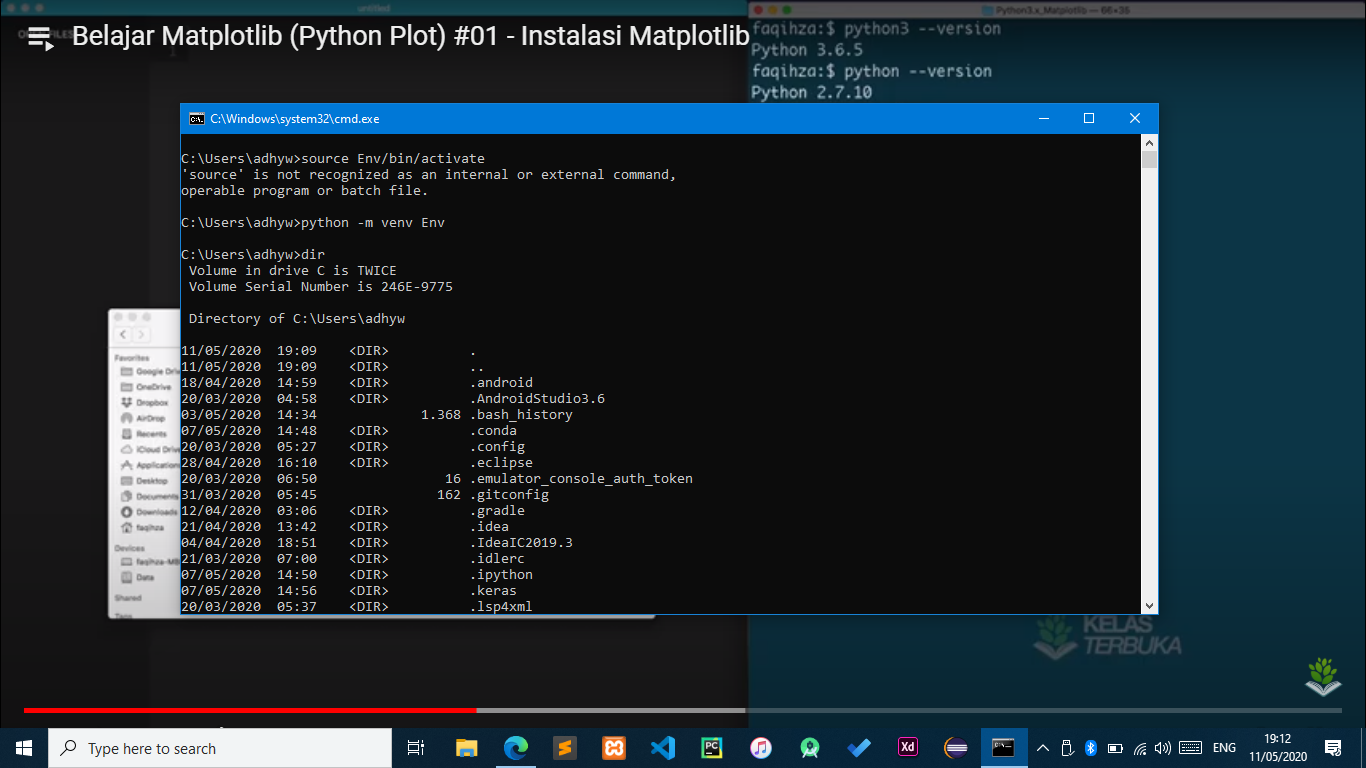 untitled
Python3.x_Matplotlib — 66×35
Belajar Matplotlib (Python Plot) #01 - Instalasi Matplotlib
faqihza:$ python3 --version
Python 3.6.5
faqihza:$ python --version
Python 2.7.10
C:\Windows\system32\cmd.exe
C:\Users\adhyw>source Env/bin/activate
'source' is not recognized as an internal or external command,
operable program or batch file.
C:\Users\adhyw>python -m venv Env
C:\Users\adhyw>dir
Volume in drive C is TWICE
Volume Serial Number is 246E-9775
Directory of C:\Users\adhyw
11/05/2020 19:09 <DIR> .
11/05/2020 19:09 <DIR> ..
18/04/2020 14:59 <DIR> .android
20/03/2020 04:58 <DIR> .AndroidStudio3.6
03/05/2020 14:34 1.368 .bash_history
07/05/2020 14:48 <DIR> .conda
20/03/2020 05:27 <DIR> .config
28/04/2020 16:10 <DIR> .eclipse
20/03/2020 06:50 16 .emulator_console_auth_token
31/03/2020 05:45 162 .gitconfig
12/04/2020 03:06 <DIR> .gradle
21/04/2020 13:42 <DIR> .idea
04/04/2020 18:51 <DIR> .IdeaIC2019.3
21/03/2020 07:00 <DIR> .idlerc
07/05/2020 14:50 <DIR> .ipython
07/05/2020 14:56 <DIR> .keras
20/03/2020 05:37 <DIR> .lsp4xml
Favorites
Google Driv
OneDrive
Dropbox
AirDrop
Recents
iCloud Drive
Applications
Desktop
Documents
Downloads
faqihza
Devices
faqihza-MB
Data
Shared
Tags
KELAS
TERBUKA
Type here to search
PC
Xd
ENG
19:12
11/05/2020